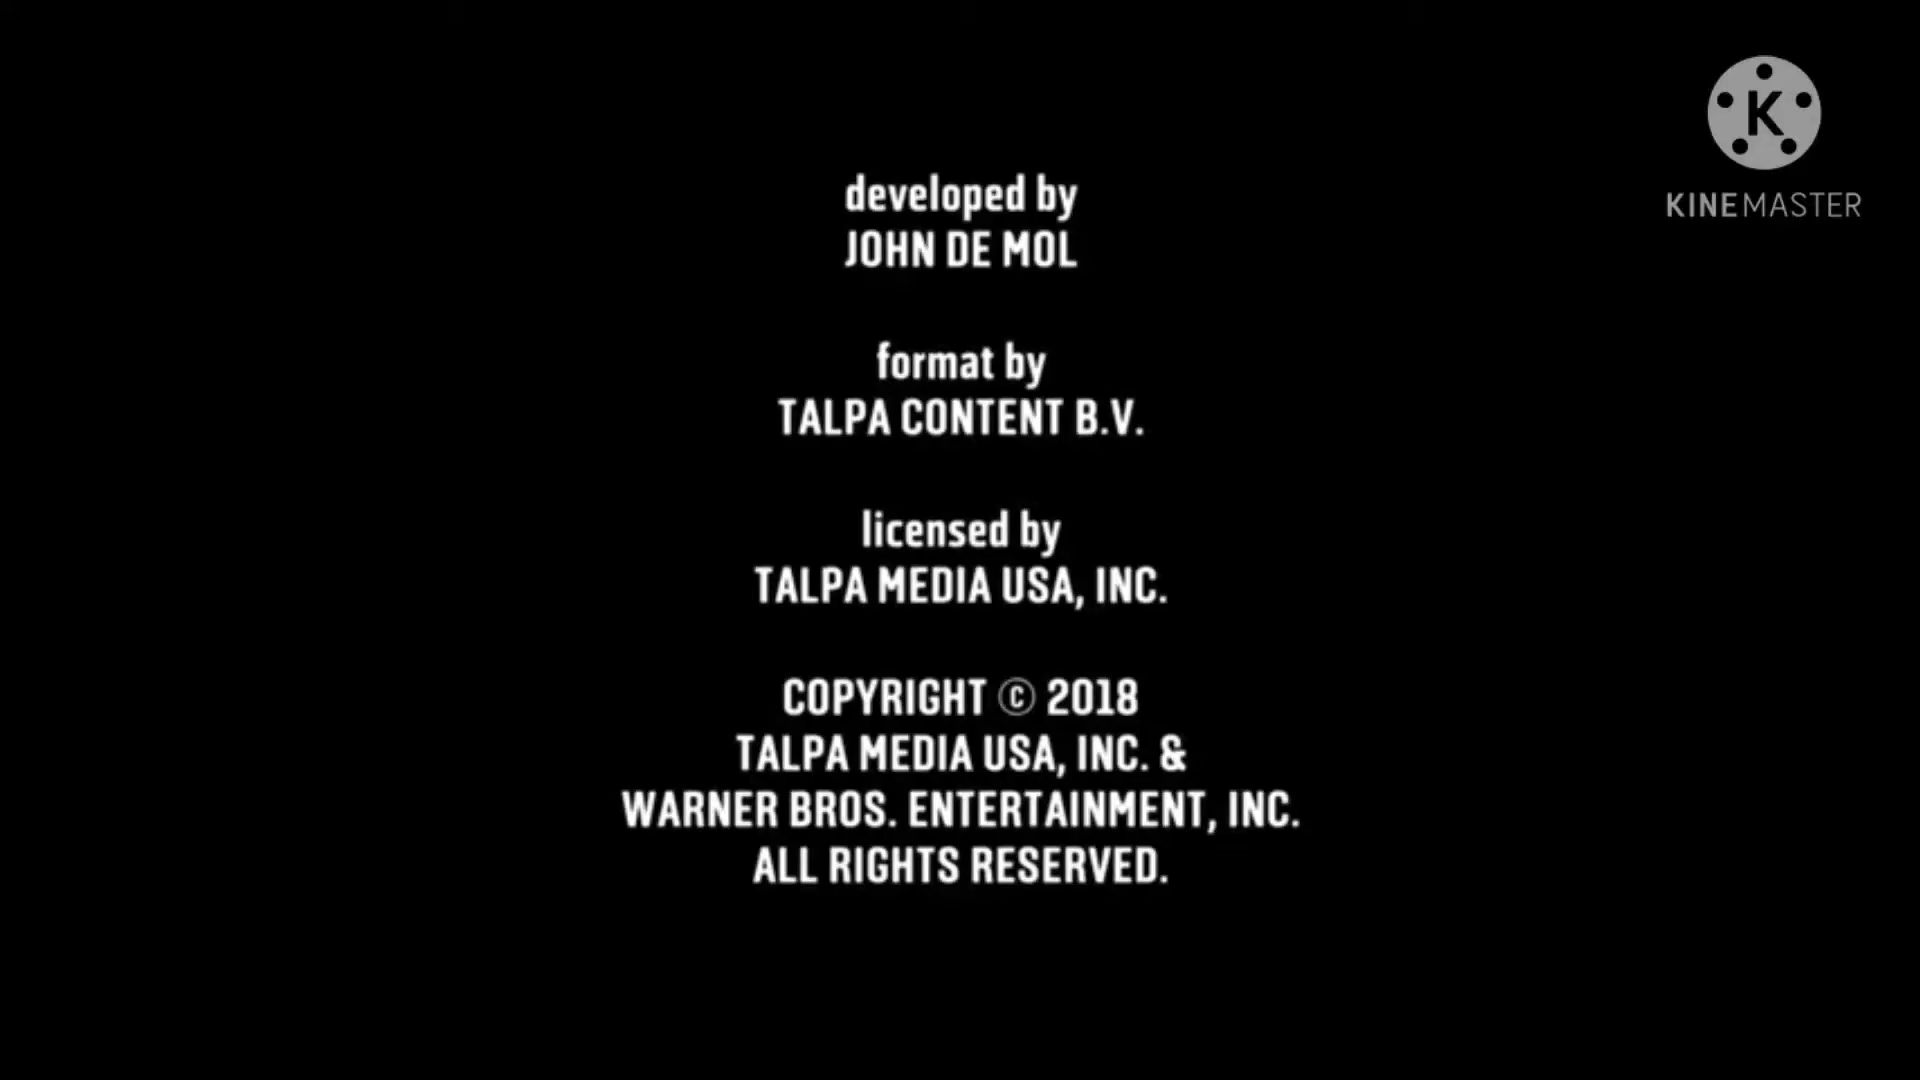 developed by
JOHN DE MOL
format by
TALPA CONTENT B.V.
licensed by
TALPA MEDIA USA, INC.
COPYRIGHT © 2018
TALPA MEDIA USA, INC. &
WARNER BROS. ENTERTAINMENT, INC.
ALL RIGHTS RESERVED.
K
KINEMASTER